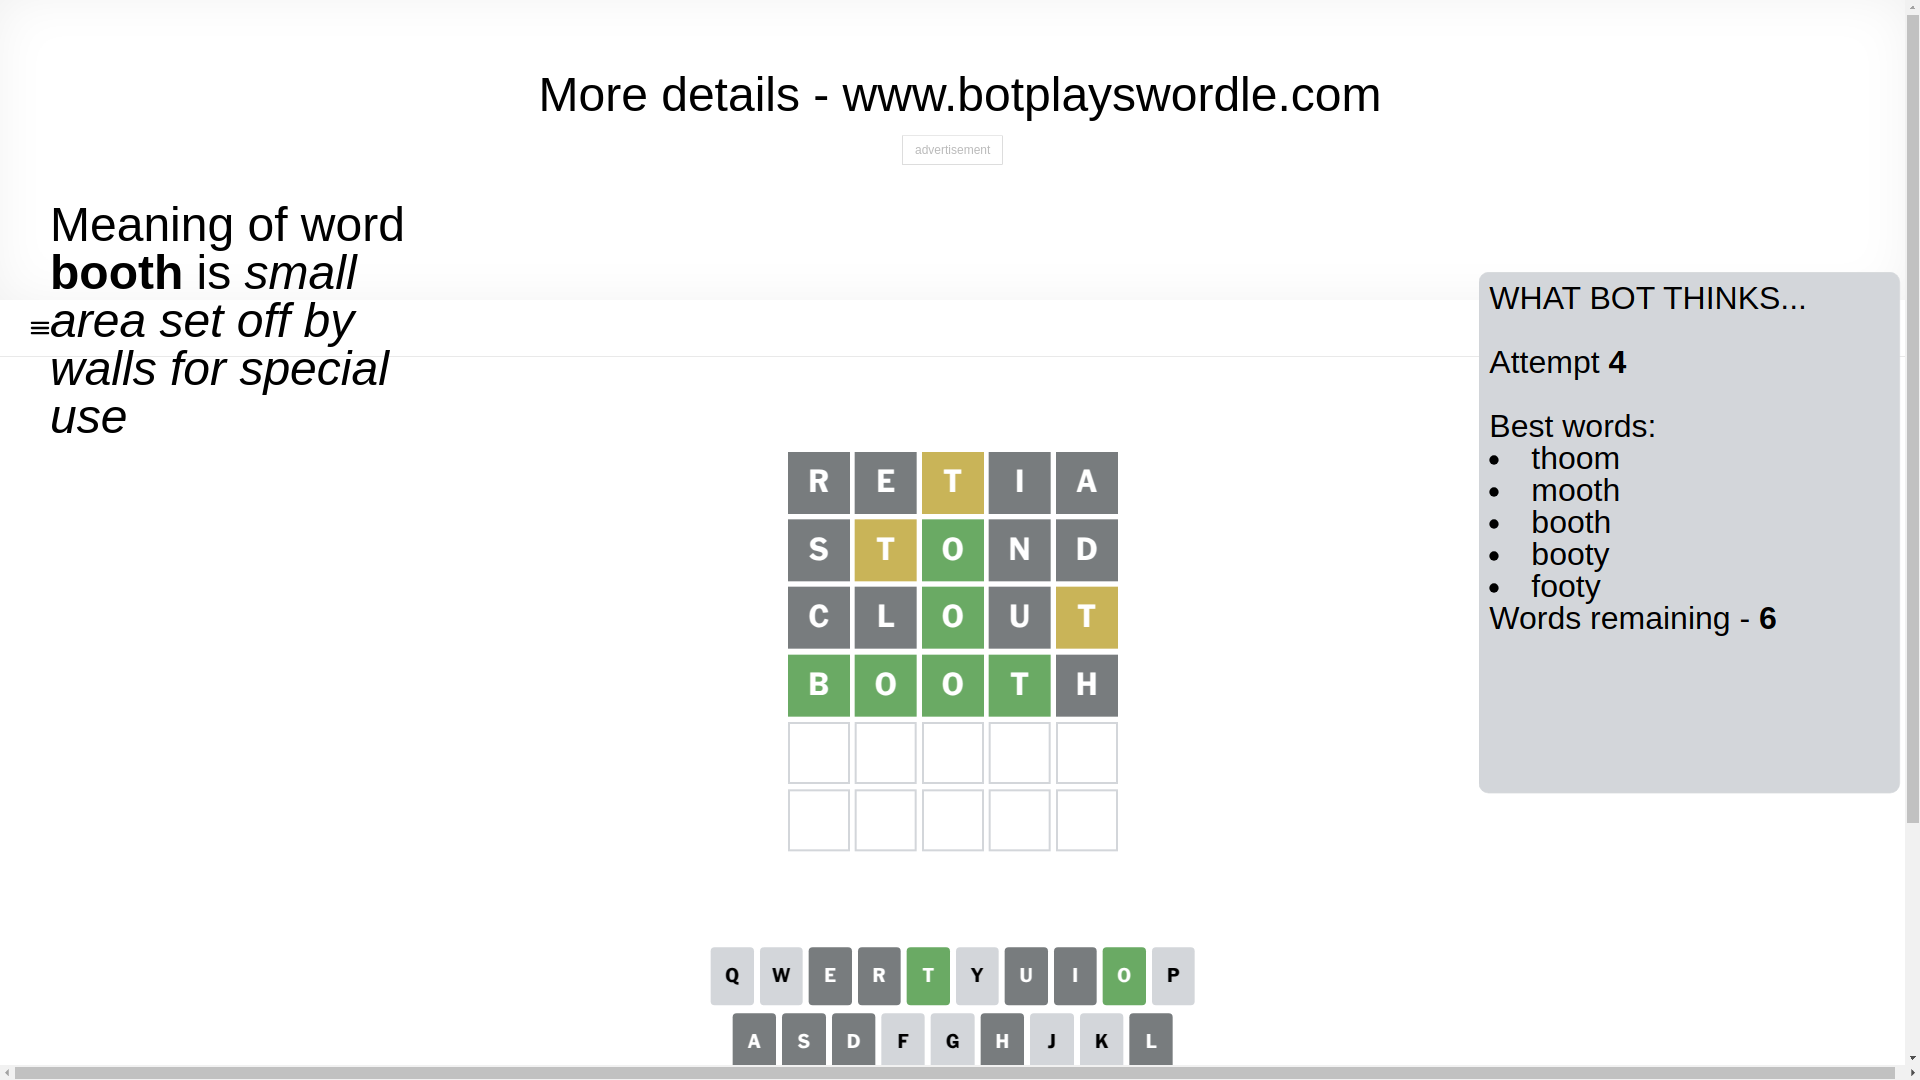 More details - www.botplayswordle.com
advertisement
Meaning of word
booth is small
area set off by
walls for special
use
WHAT BOT THINKS...
Attempt 4
Best words:
thoom
mooth
booth
booty
footy
Words remaining - 6
R E T I A
S T O N D
C L O U T
B O O T H
Q W E R T Y U I O P
A S D F G H J K L